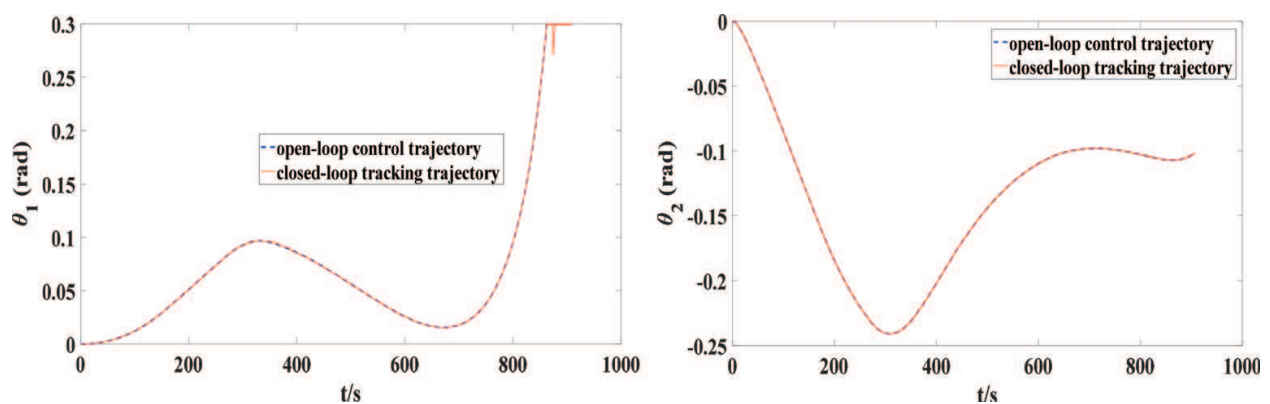 0.3
0.25
0.2
0.15
0.1
0.05
0
θ1 (rad)
open-loop control trajectory
closed-loop tracking trajectory
0 200 400 600 800 1000
t/s
0
-0.05
-0.1
-0.15
-0.2
-0.25
θ2 (rad)
open-loop control trajectory
closed-loop tracking trajectory
0 200 400 600 800 1000
t/s